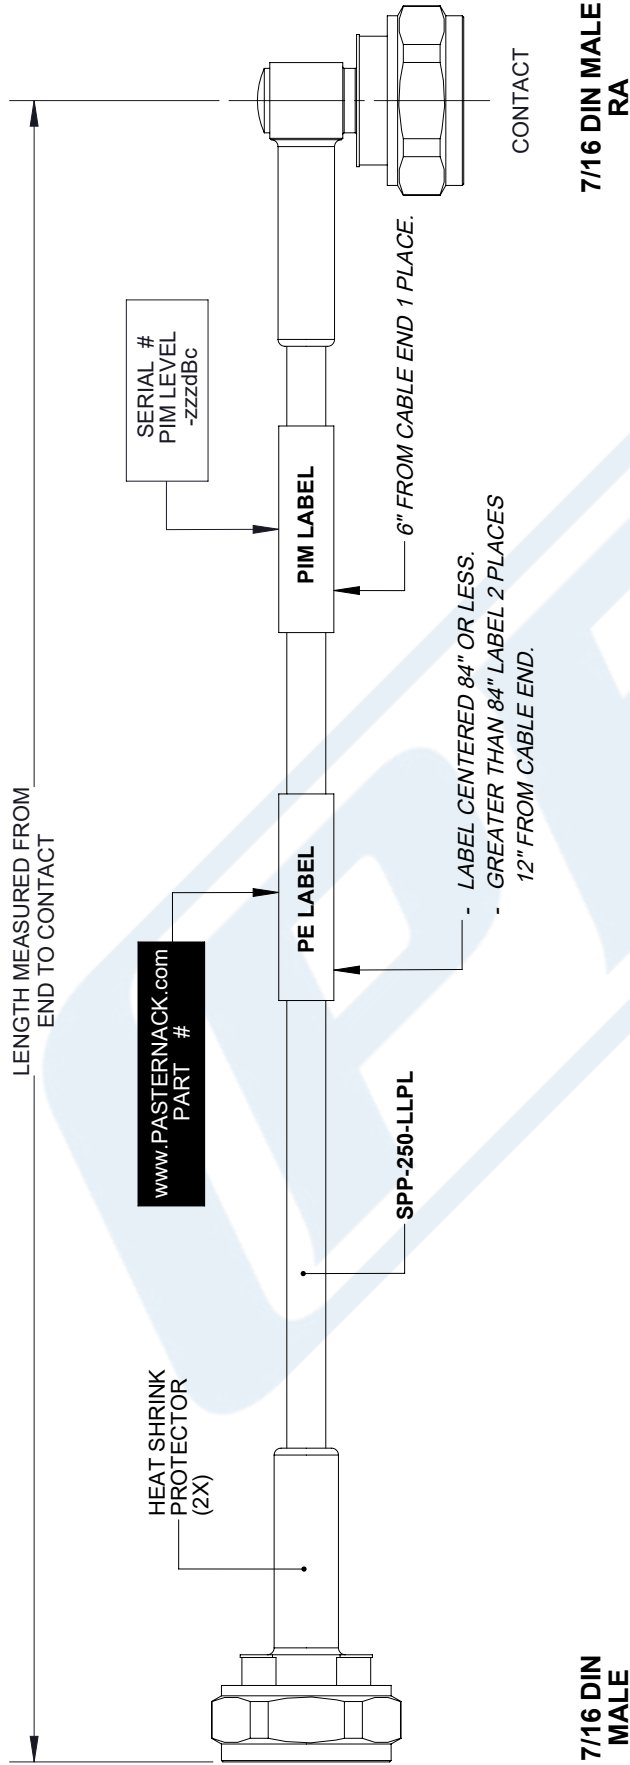 LENGTH MEASURED FROM
END TO CONTACT
www.PASTERNACK.com
PART #
SERIAL #
PIM LEVEL
-zzzdBc
HEAT SHRINK
PROTECTOR
(2X)
PE LABEL
PIM LABEL
SPP-250-LLPL
6" FROM CABLE END 1 PLACE.
- LABEL CENTERED 84" OR LESS.
- GREATER THAN 84" LABEL 2 PLACES
12" FROM CABLE END.
CONTACT
7/16 DIN
MALE
7/16 DIN MALE
RA